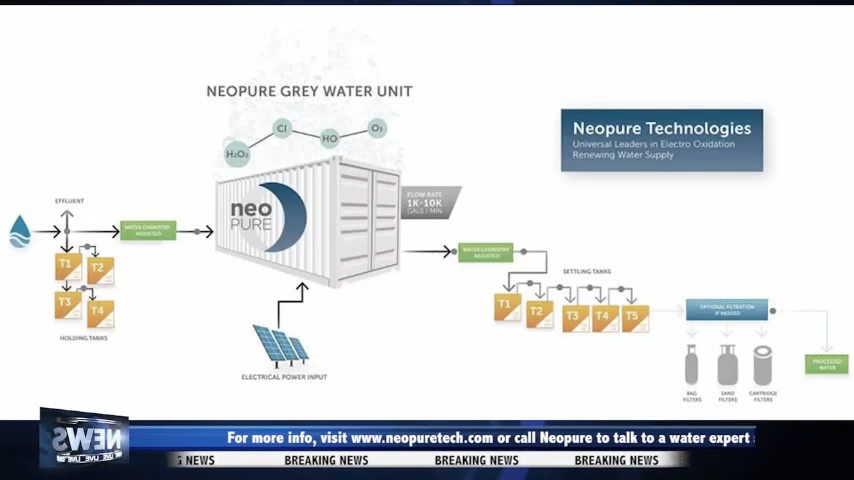 NEOPURE GREY WATER UNIT
Cl
O₃
HO
H₂O₂
Neopure Technologies
Universal Leaders in Electro Oxidation
Renewing Water Supply
neo
PURE
FLOW RATE
1K-10K
GALS / MIN
EFFLUENT
WATER CHEMISTRY
ADJUSTED
T1
T2
T3
T4
HOLDING TANKS
ELECTRICAL POWER INPUT
WATER CHEMISTRY
ADJUSTED
SETTLING TANKS
T1
T2
T3
T4
T5
OPTIONAL FILTRATION
IF NEEDED
BAG
FILTERS
SAND
FILTERS
CARTRIDGE
FILTERS
PROCESSED
WATER
NEWS
LIVE LIVE LIVE
For more info, visit www.neopuretech.com or call Neopure to talk to a water expert
G NEWS BREAKING NEWS BREAKING NEWS BREAKING NEWS